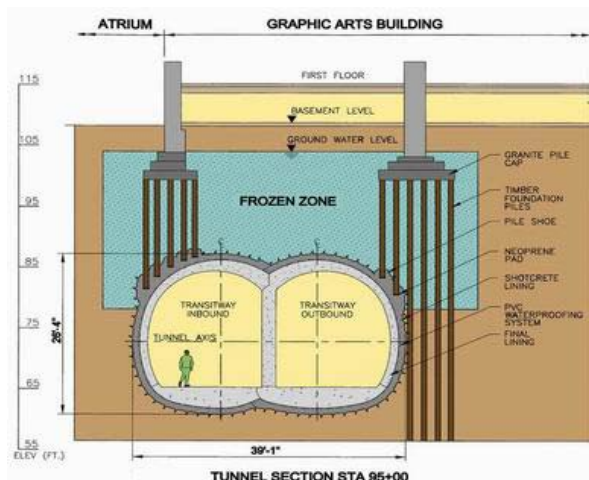 ATRIUM
GRAPHIC ARTS BUILDING
115
FIRST FLOOR
BASEMENT LEVEL
105
GROUND WATER LEVEL
GRANITE PILE
CAP
95
FROZEN ZONE
TIMBER
FOUNDATION
PILES
PILE SHOE
85
NEOPRENE
PAD
SHOTCRETE
LINING
TRANSITWAY
INBOUND
TRANSITWAY
OUTBOUND
PVC
WATERPROOFING
SYSTEM
75
26'-4"
TUNNEL AXIS
FINAL
LINING
65
55
ELEV (FT.)
39'-1"
TUNNEL SECTION STA 95+00